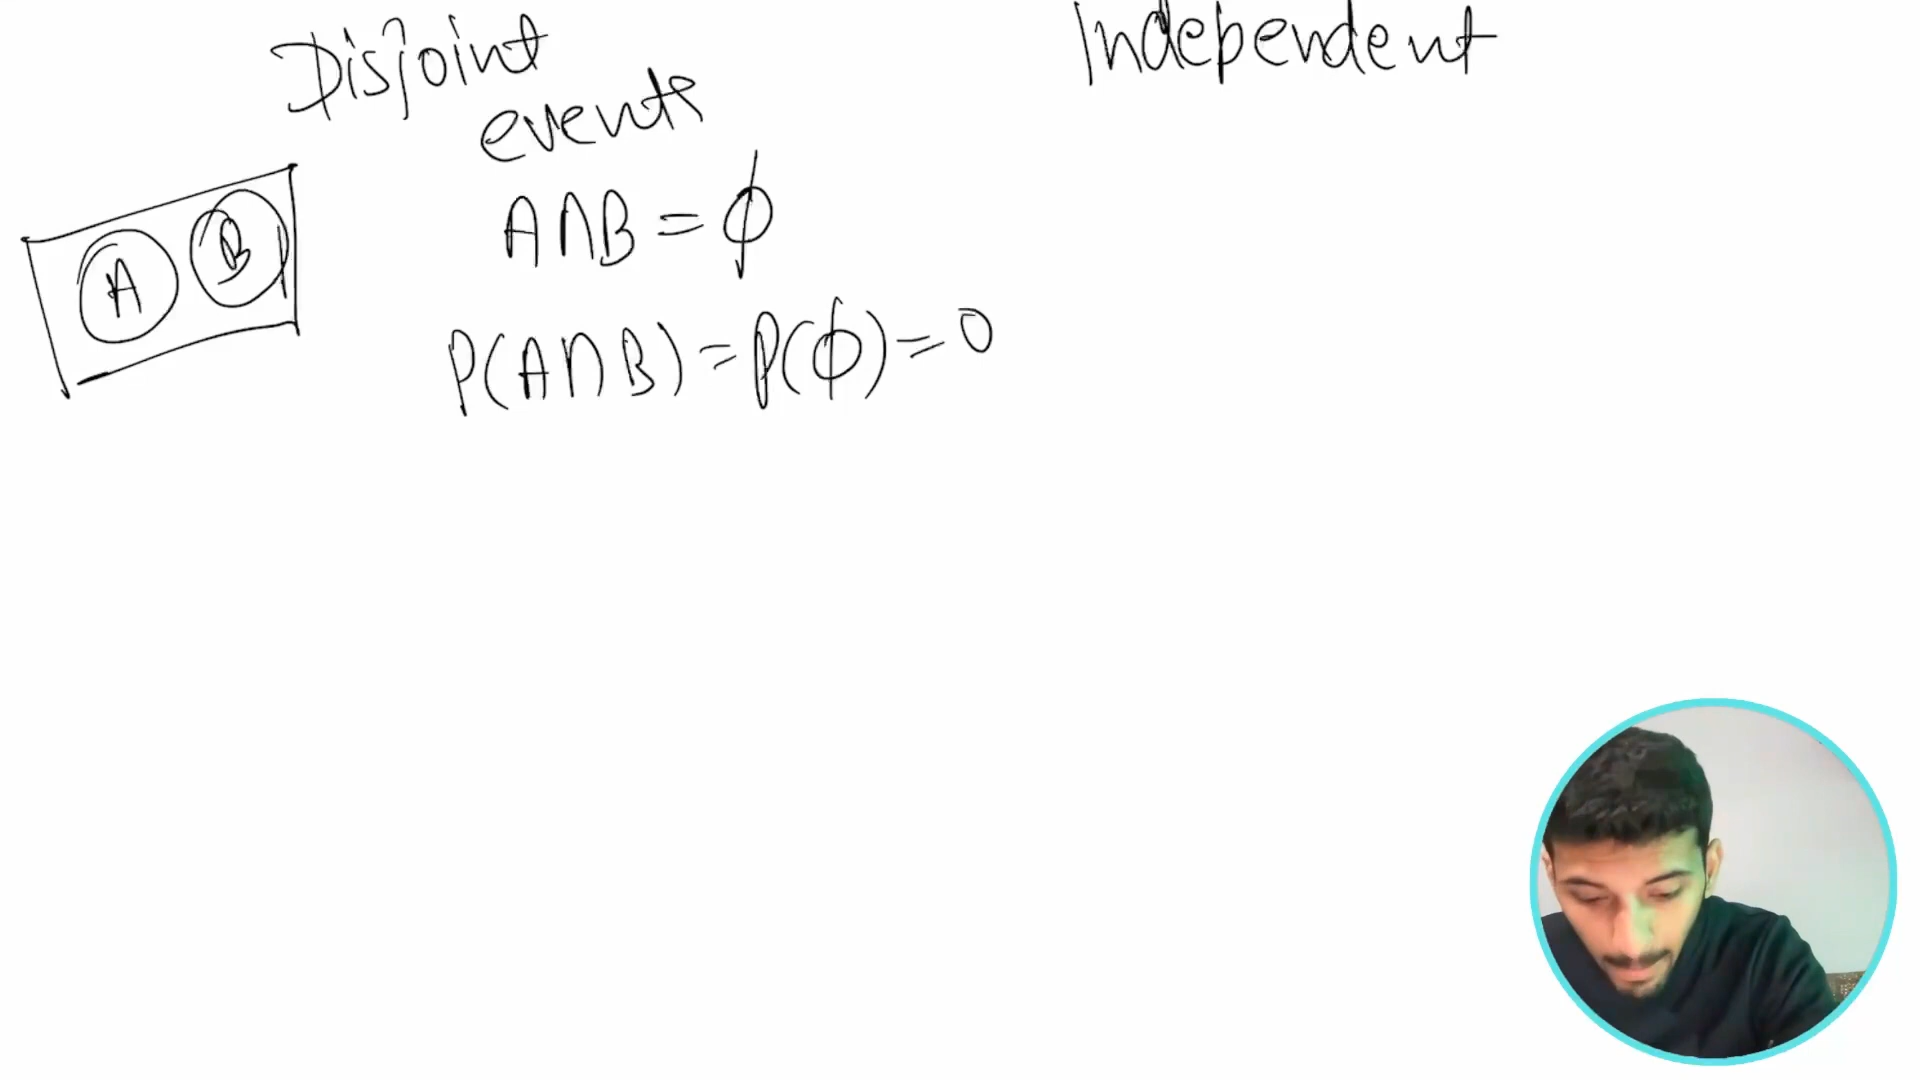 Disjoint
events
Independent
A B
A∩B = ϕ
P(A∩B) = P(ϕ) = 0